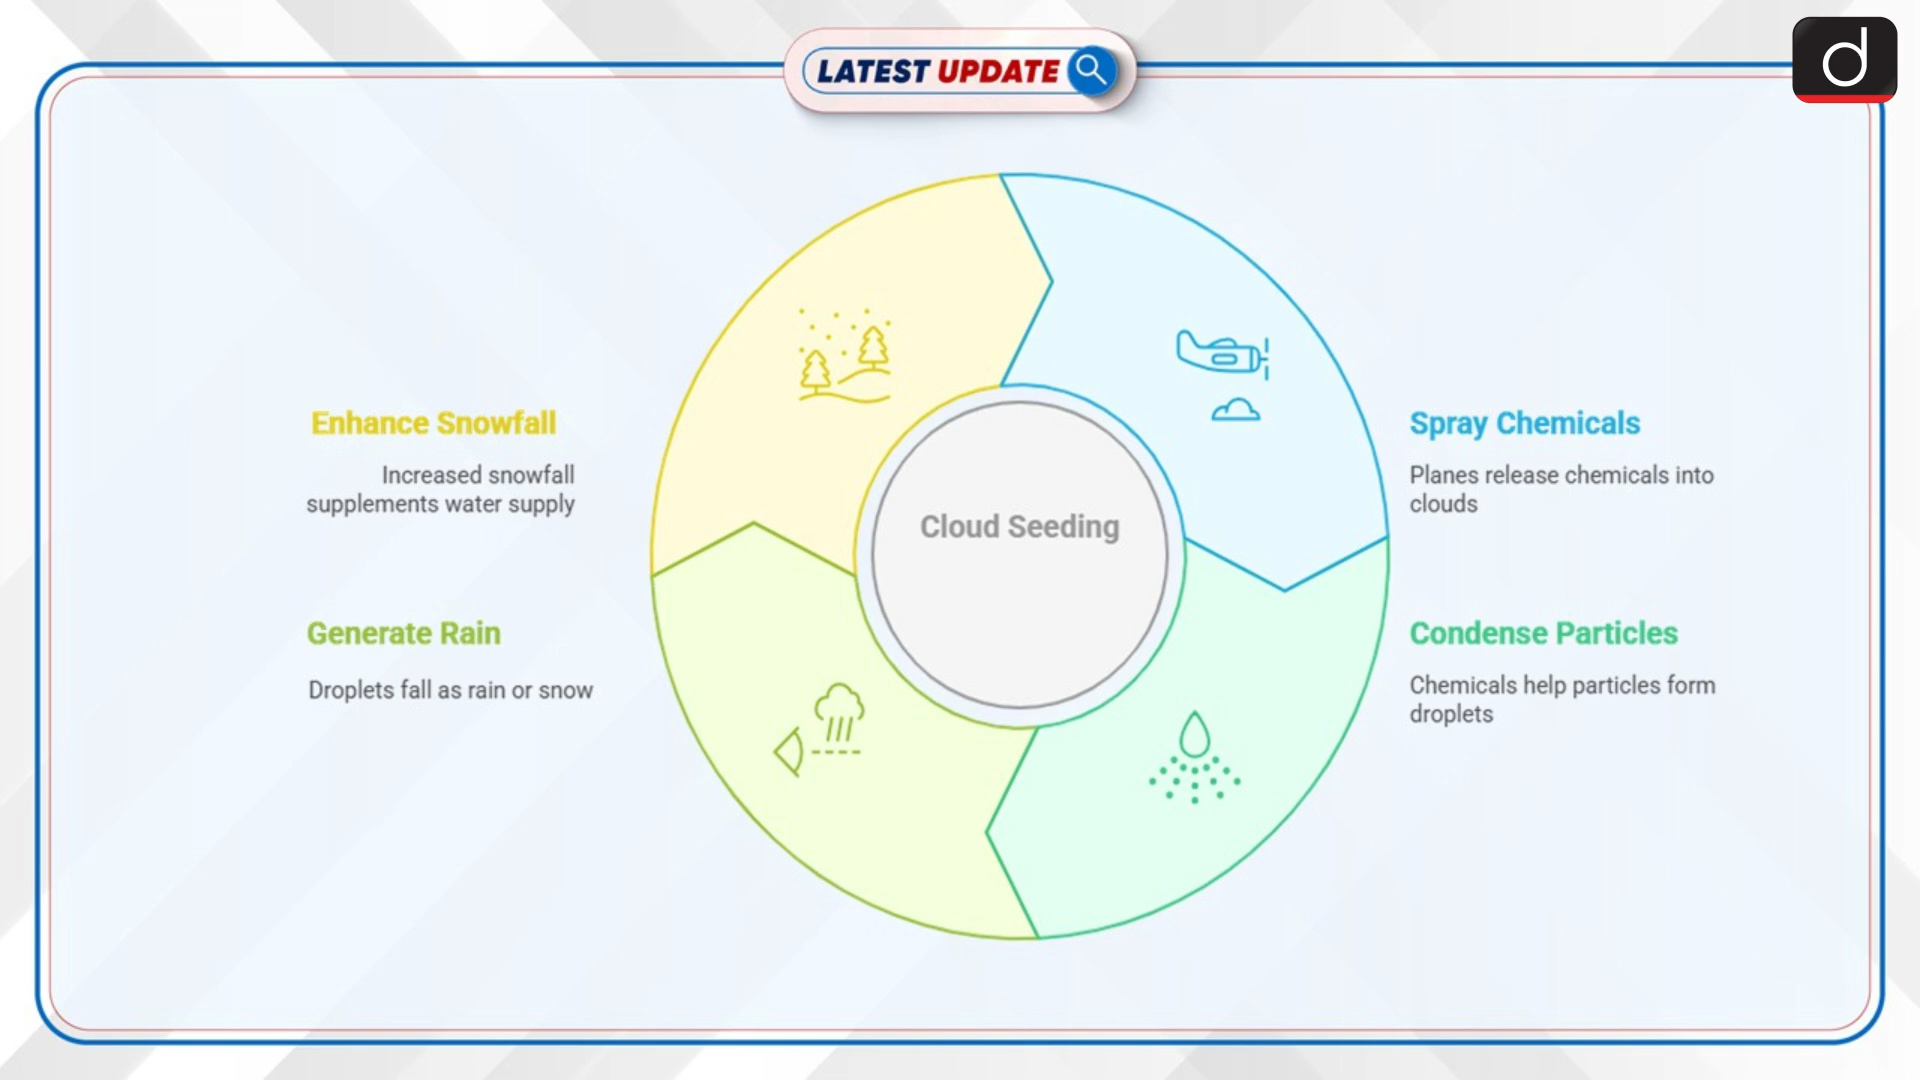 LATEST UPDATE
d
Enhance Snowfall
Increased snowfall
supplements water supply
Spray Chemicals
Planes release chemicals into
clouds
Cloud Seeding
Generate Rain
Droplets fall as rain or snow
Condense Particles
Chemicals help particles form
droplets